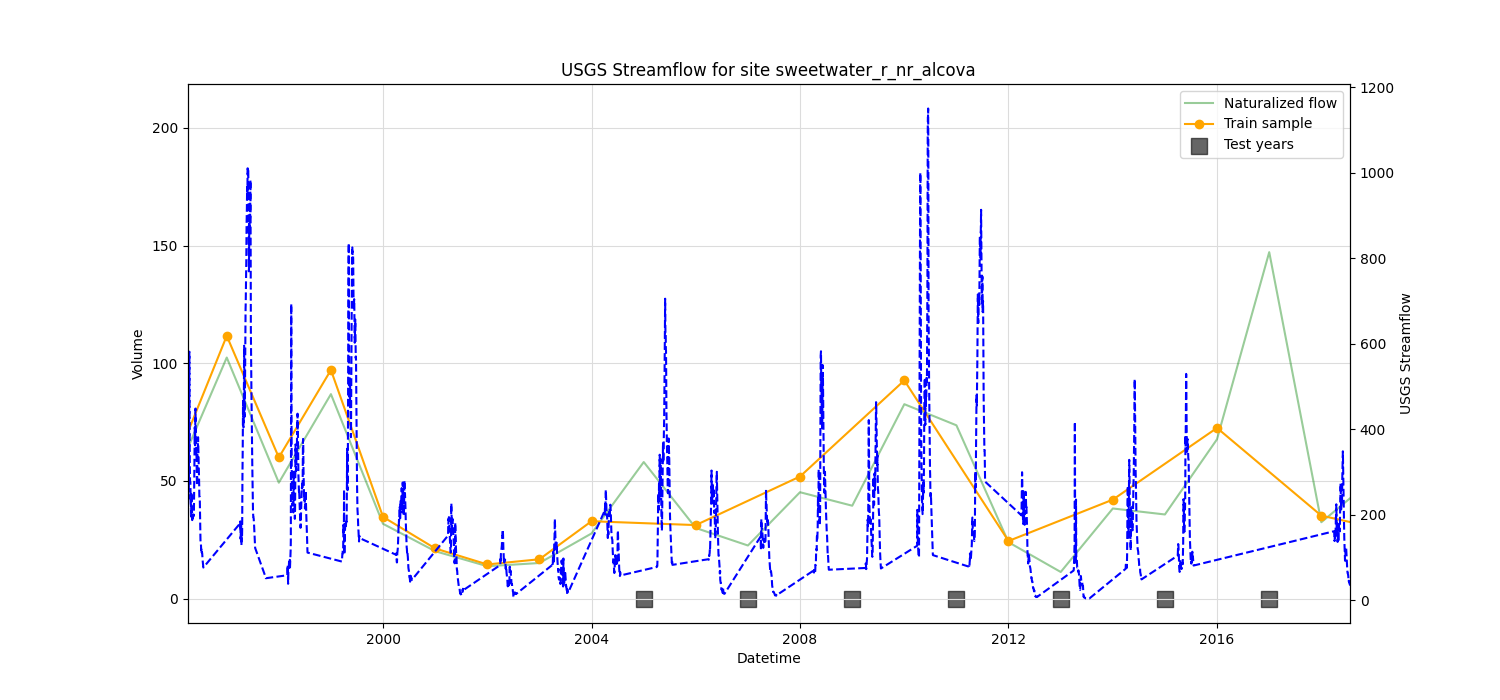 USGS Streamflow for site sweetwater_r_nr_alcova
Naturalized flow
Train sample
Test years
Volume
200
150
100
50
0
1200
1000
800
600
400
200
0
USGS Streamflow
2000 2004 2008 2012 2016
Datetime